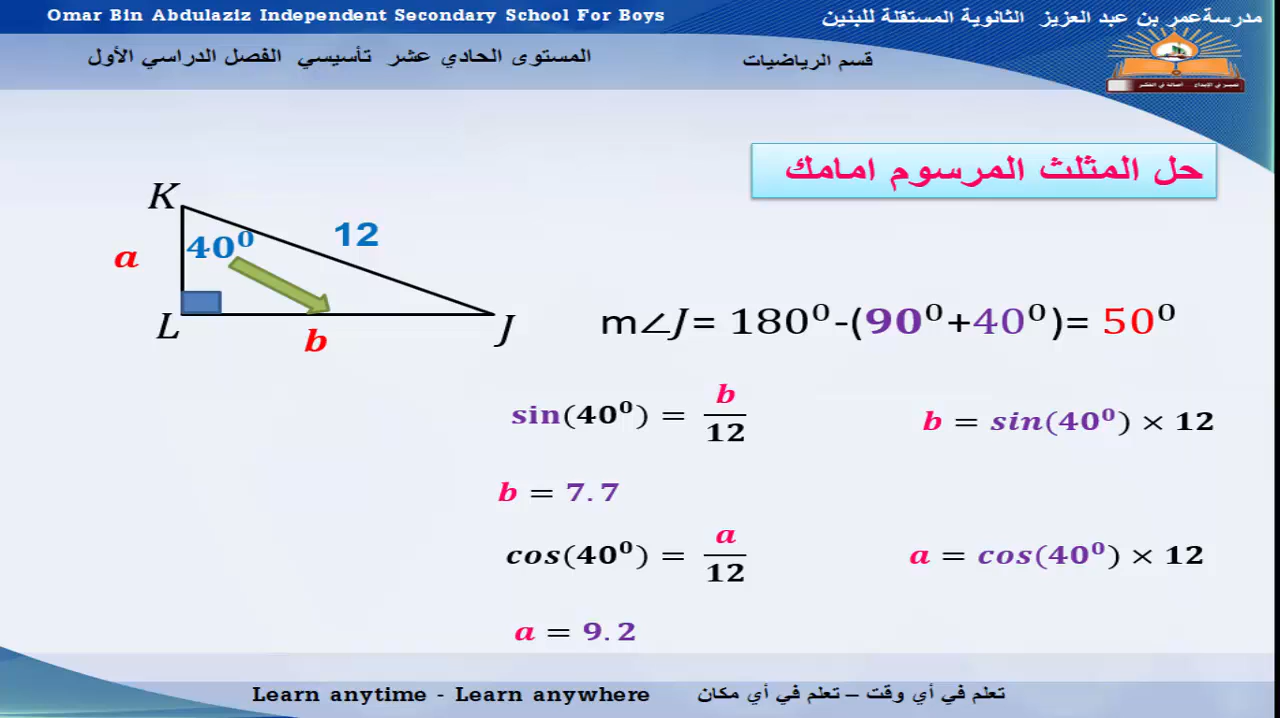 Omar Bin Abdulaziz Independent Secondary School For Boys
مدرسةعمر بن عبد العزيز الثانوية المستقلة للبنين
قسم الرياضيات
المستوى الحادي عشر تأسيسي الفصل الدراسي الأول
حل المثلث المرسوم امامك
K
40⁰
12
a
L
b
J
m∠J= 180⁰-(90⁰+40⁰)= 50⁰
sin(40⁰) = b/12
b = sin(40⁰) × 12
b = 7.7
cos(40⁰) = a/12
a = cos(40⁰) × 12
a = 9.2
Learn anytime - Learn anywhere
تعلم في أي وقت – تعلم في أي مكان